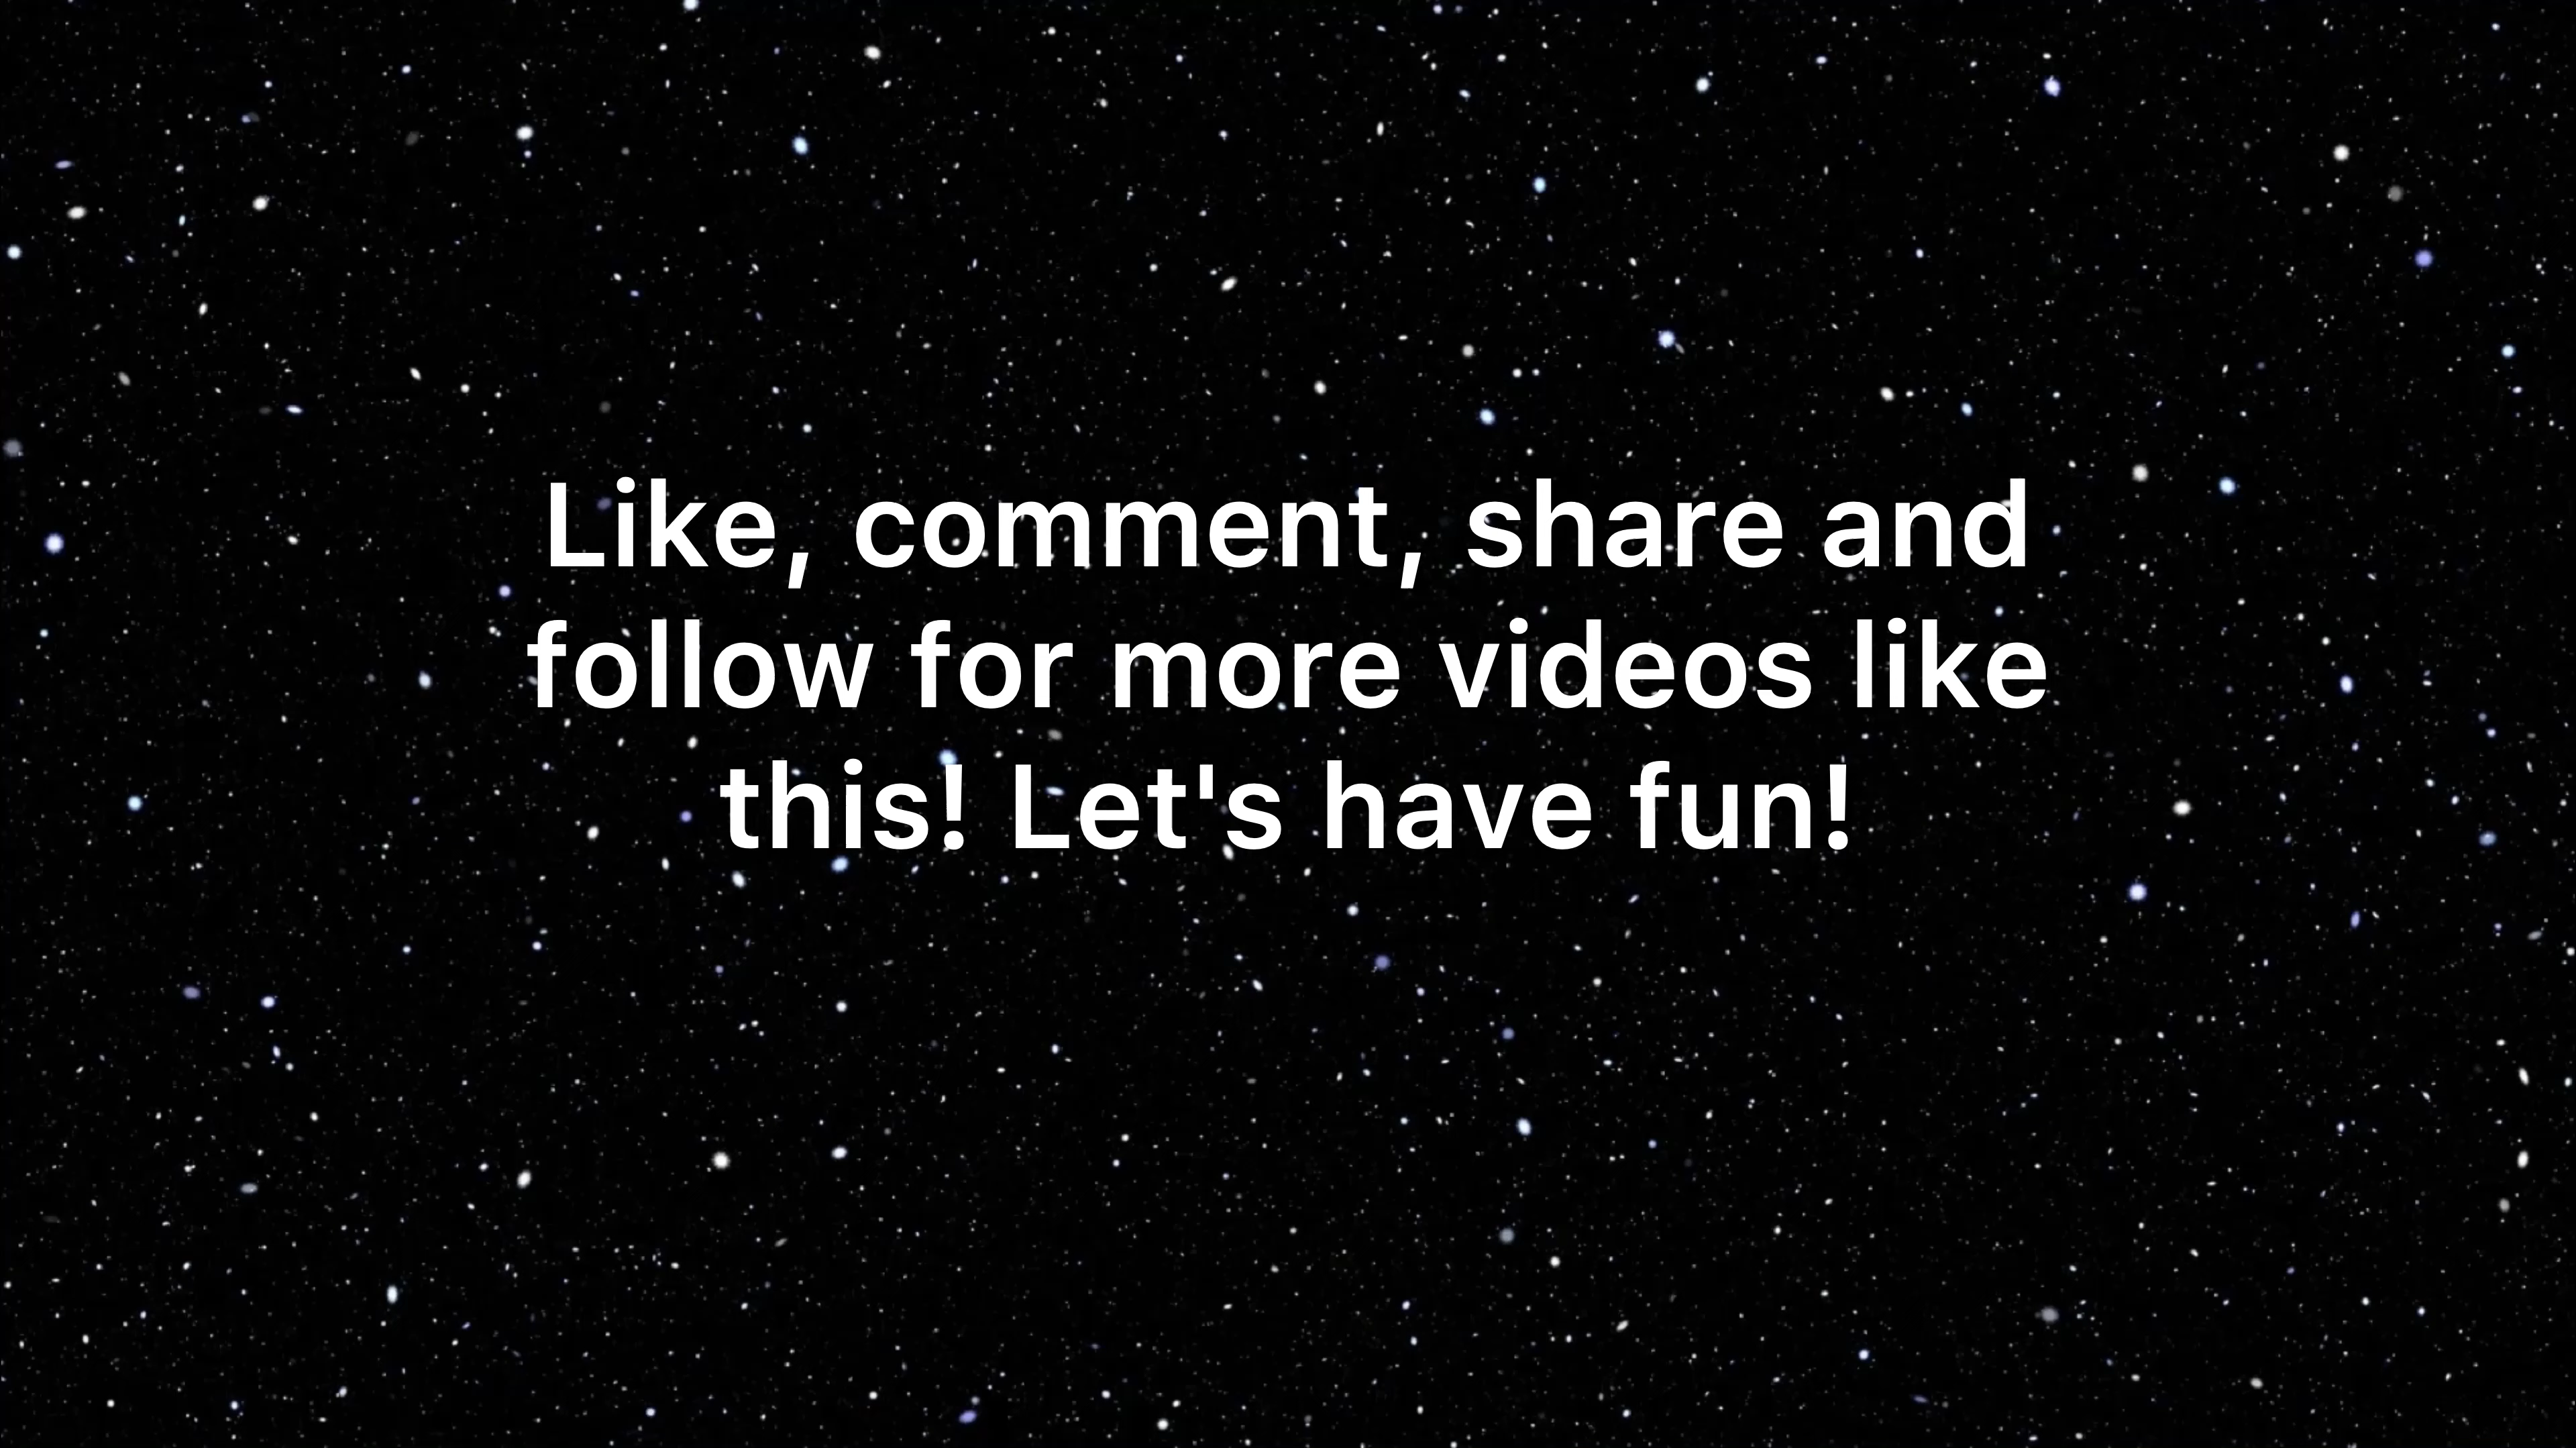 Like, comment, share and
follow for more videos like
this! Let's have fun!